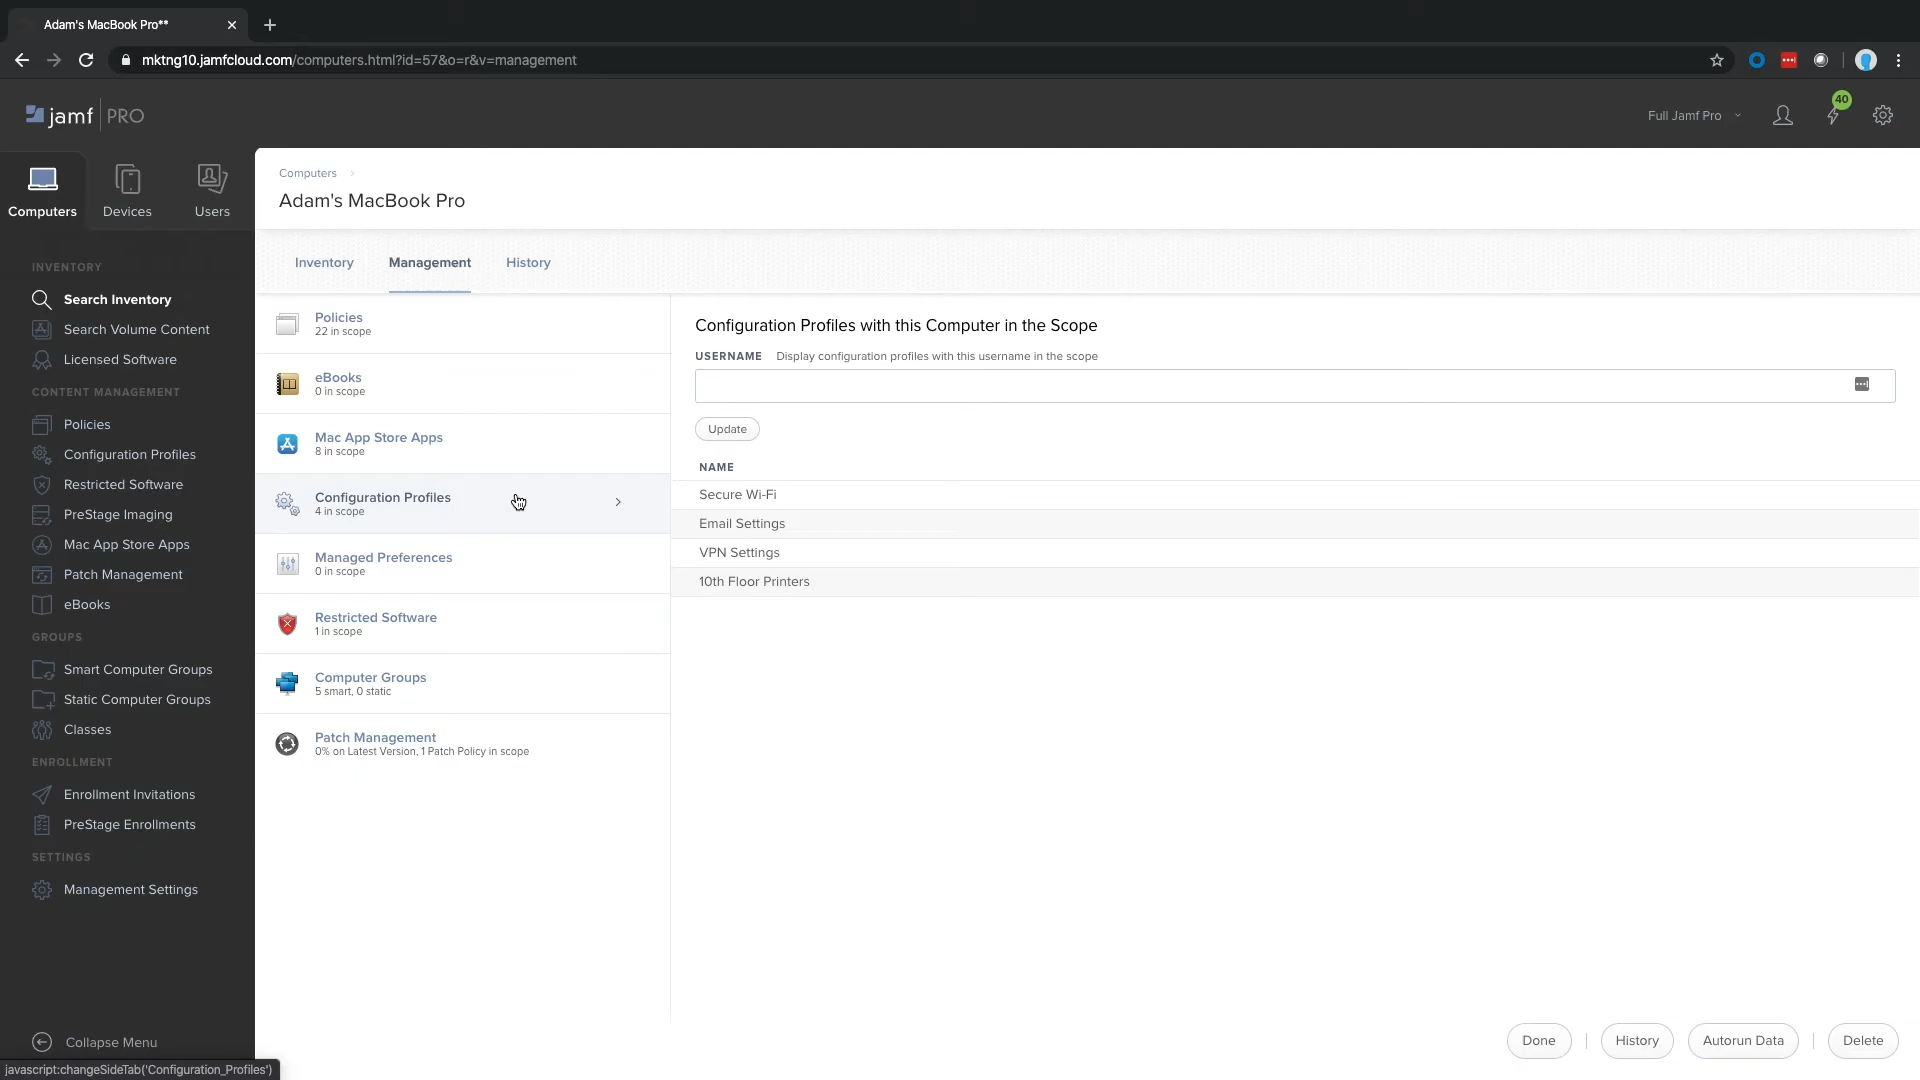 Adam's MacBook Pro**
mktng10.jamfcloud.com/computers.html?id=57&o=r&v=management
jamf PRO
Full Jamf Pro
40
Computers
Devices
Users
INVENTORY
Search Inventory
Search Volume Content
Licensed Software
CONTENT MANAGEMENT
Policies
Configuration Profiles
Restricted Software
PreStage Imaging
Mac App Store Apps
Patch Management
eBooks
GROUPS
Smart Computer Groups
Static Computer Groups
Classes
ENROLLMENT
Enrollment Invitations
PreStage Enrollments
SETTINGS
Management Settings
Collapse Menu
javascript:changeSideTab('Configuration_Profiles')
Computers
Adam's MacBook Pro
Inventory
Management
History
Policies
22 in scope
eBooks
0 in scope
Mac App Store Apps
8 in scope
Configuration Profiles
4 in scope
Managed Preferences
0 in scope
Restricted Software
1 in scope
Computer Groups
5 smart, 0 static
Patch Management
0% on Latest Version, 1 Patch Policy in scope
Configuration Profiles with this Computer in the Scope
USERNAME Display configuration profiles with this username in the scope
Update
NAME
Secure Wi-Fi
Email Settings
VPN Settings
10th Floor Printers
Done
History
Autorun Data
Delete